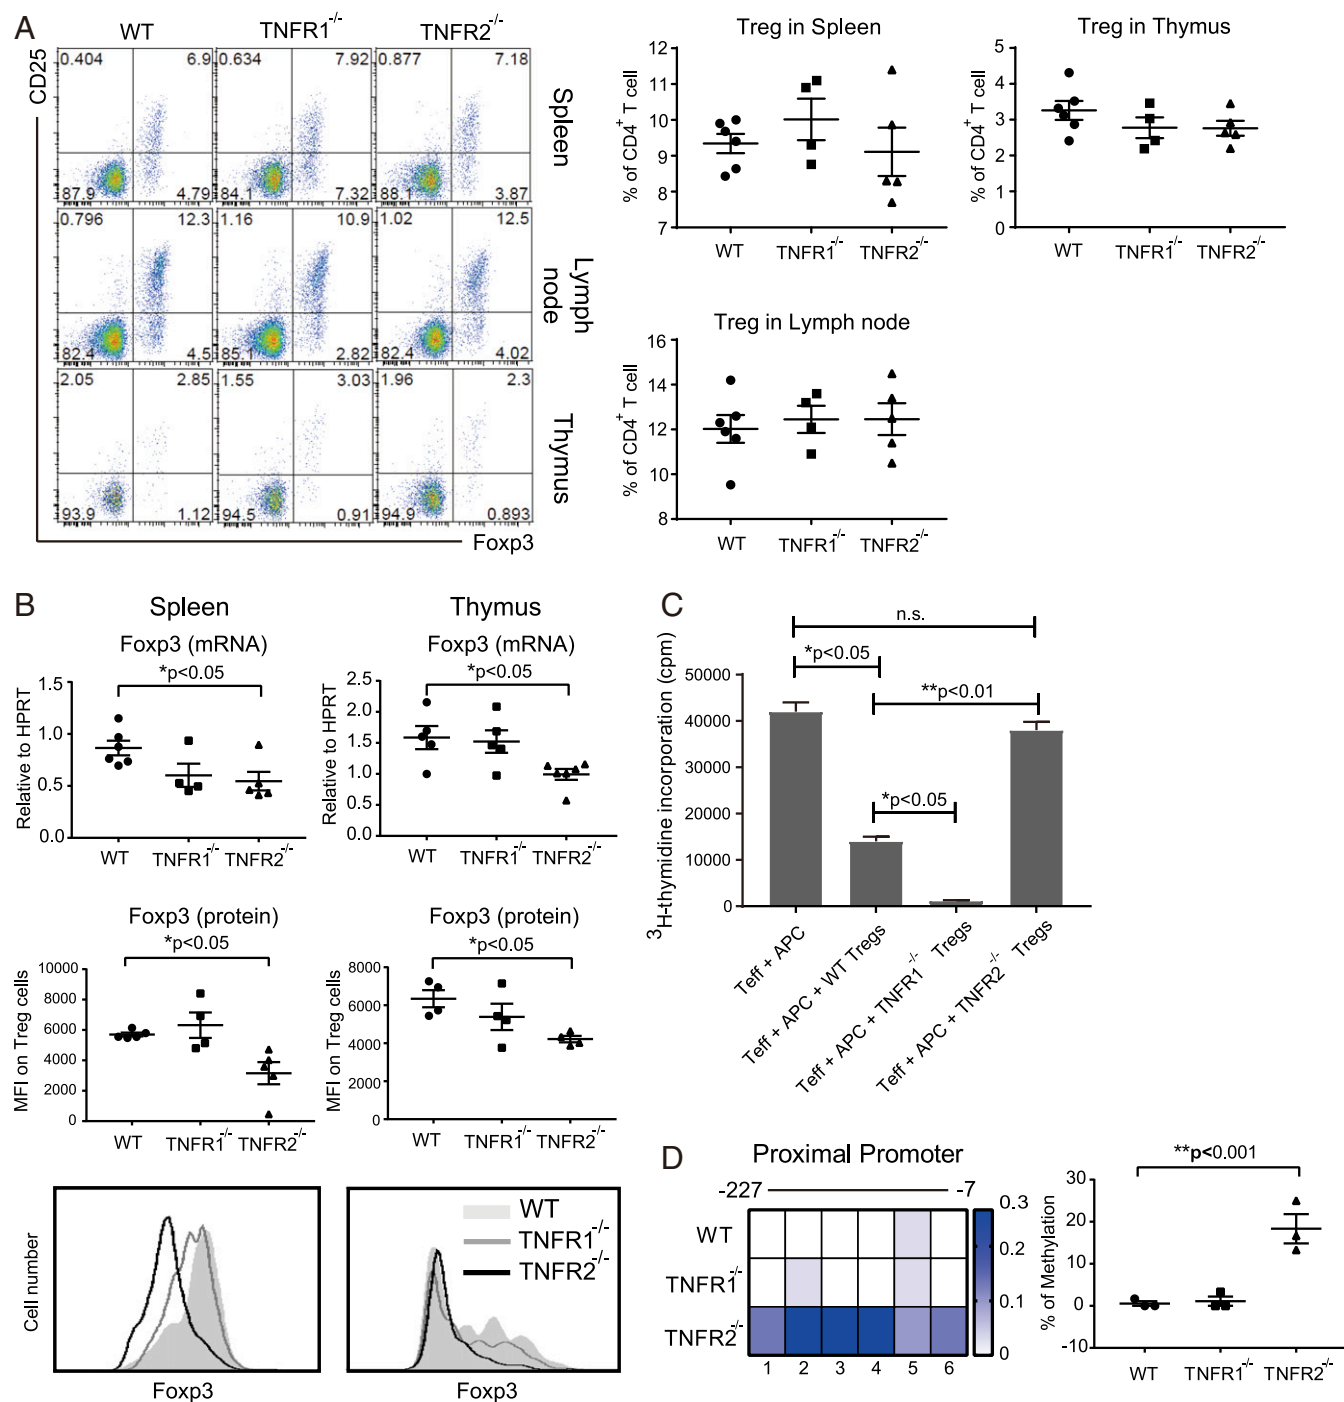 A
WT TNFR1-/- TNFR2-/-
CD25
0.404 6.9 0.634 7.92 0.877 7.18
Spleen
87.9 4.79 84.1 7.32 88.1 3.87
0.796 12.3 1.16 10.9 1.02 12.5
Lymph node
82.4 4.5 85.1 2.82 82.4 4.02
2.05 2.85 1.55 3.03 1.96 2.3
Thymus
93.9 1.12 94.5 0.91 94.9 0.893
Foxp3
Treg in Spleen
% of CD4+ T cell
12
11
10
9
8
7
WT TNFR1-/- TNFR2-/-
Treg in Thymus
% of CD4+ T cell
5
4
3
2
1
0
WT TNFR1-/- TNFR2-/-
Treg in Lymph node
% of CD4+ T cell
16
14
12
10
8
WT TNFR1-/- TNFR2-/-
B
Spleen
Foxp3 (mRNA)
*p<0.05
Relative to HPRT
1.5
1.0
0.5
0.0
WT TNFR1-/- TNFR2-/-
Thymus
Foxp3 (mRNA)
*p<0.05
Relative to HPRT
2.5
2.0
1.5
1.0
0.5
0.0
WT TNFR1-/- TNFR2-/-
Foxp3 (protein)
*p<0.05
MFI on Treg cells
10000
8000
6000
4000
2000
0
WT TNFR1-/- TNFR2-/-
Foxp3 (protein)
*p<0.05
MFI on Treg cells
8000
6000
4000
2000
0
WT TNFR1-/- TNFR2-/-
Cell number
Foxp3
WT
TNFR1-/-
TNFR2-/-
Foxp3
C
n.s.
*p<0.05
**p<0.01
*p<0.05
3H-thymidine incorporation (cpm)
50000
40000
30000
20000
10000
0
Teff + APC
Teff + APC + WT Tregs
Teff + APC + TNFR1-/- Tregs
Teff + APC + TNFR2-/- Tregs
D
Proximal Promoter
-227 -7
WT
TNFR1-/-
TNFR2-/-
1 2 3 4 5 6
0.3
0.2
0.1
0
**p<0.001
% of Methylation
30
20
10
0
-10
WT TNFR1-/- TNFR2-/-